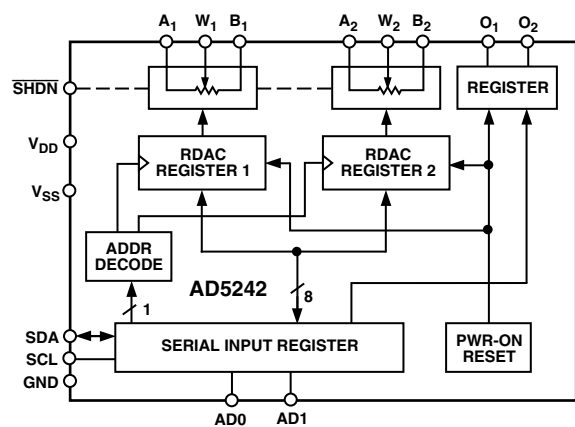 A1 W1 B1 A2 W2 B2 O1 O2
SHDN
REGISTER
VDD
RDAC
REGISTER 1
RDAC
REGISTER 2
VSS
ADDR
DECODE
AD5242
8
1
SDA
SCL
GND
SERIAL INPUT REGISTER
PWR-ON
RESET
AD0 AD1